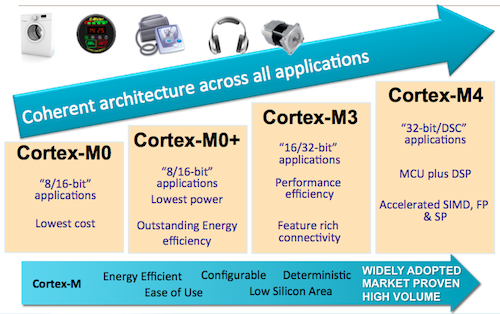 Coherent architecture across all applications
Cortex-M0
"8/16-bit"
applications
Lowest cost
Cortex-M0+
"8/16-bit"
applications
Lowest power
Outstanding Energy
efficiency
Cortex-M3
"16/32-bit"
applications
Performance
efficiency
Feature rich
connectivity
Cortex-M4
"32-bit/DSC"
applications
MCU plus DSP
Accelerated SIMD, FP
& SP
Cortex-M
Energy Efficient
Configurable
Deterministic
Ease of Use
Low Silicon Area
WIDELY ADOPTED
MARKET PROVEN
HIGH VOLUME